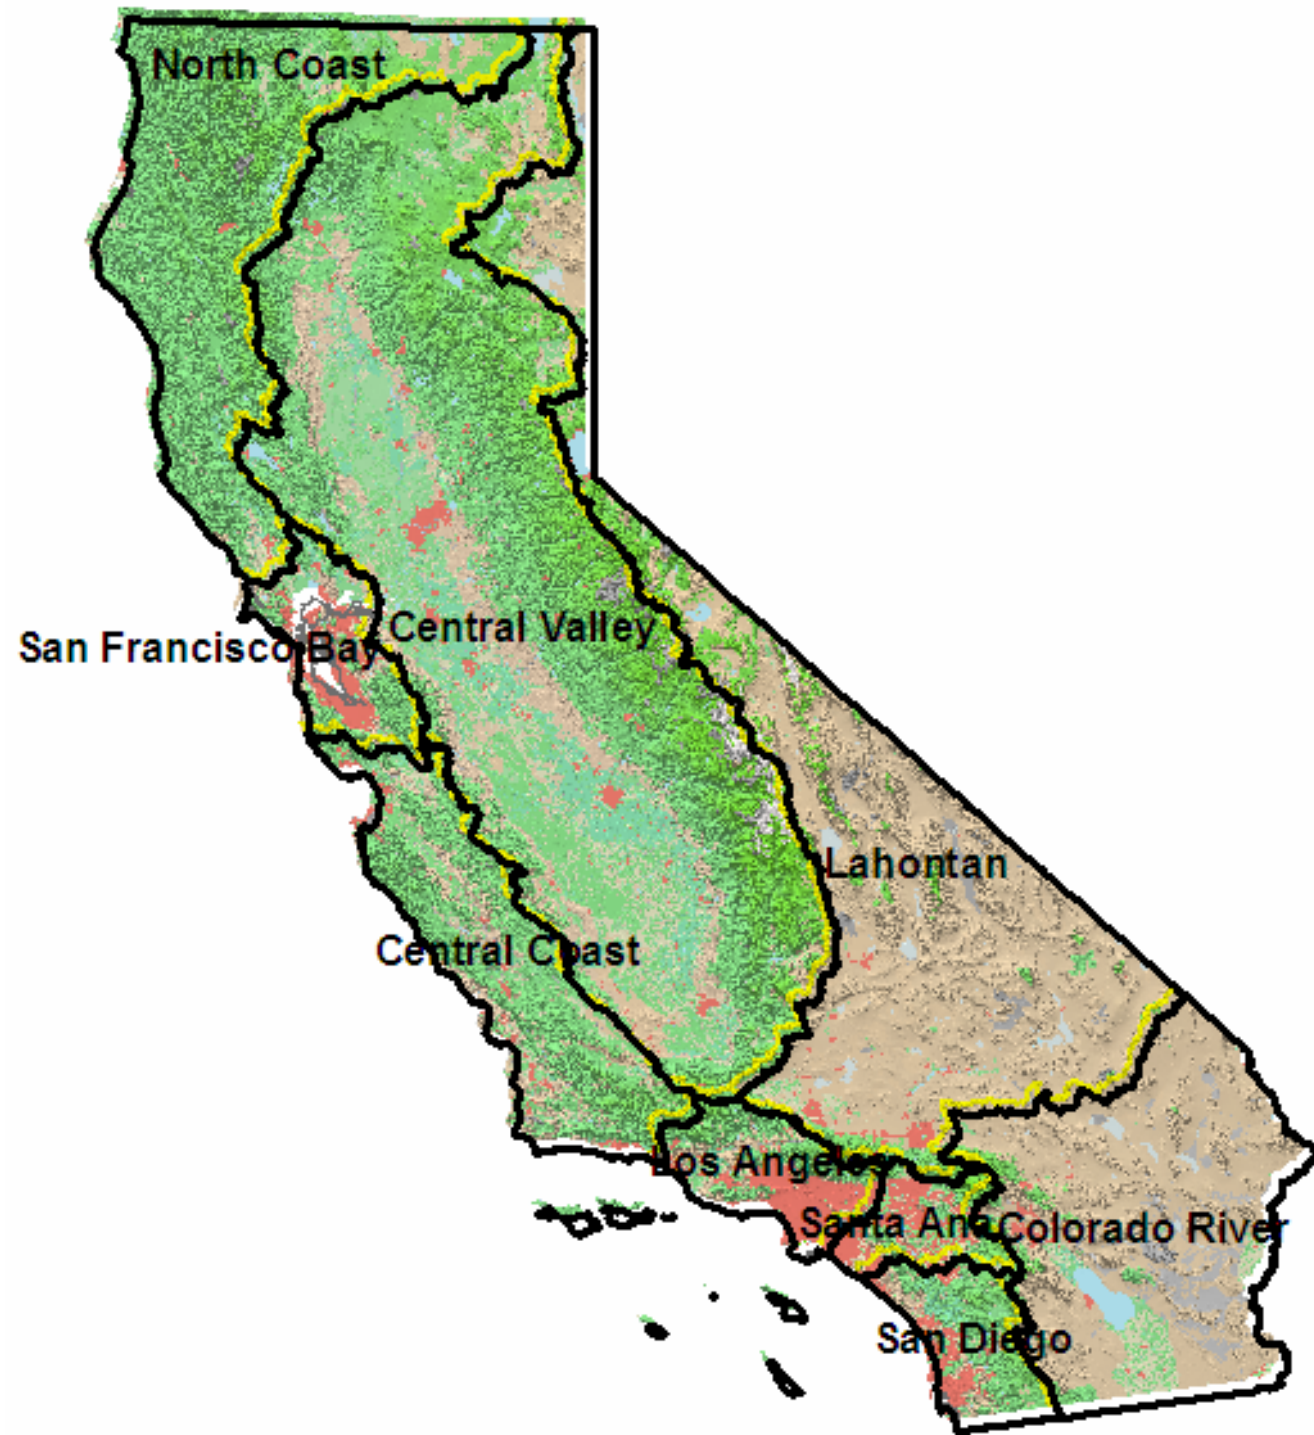 North Coast
Central Valley
San Francisco Bay
Lahontan
Central Coast
Los Angeles
Santa Ana
Colorado River
San Diego